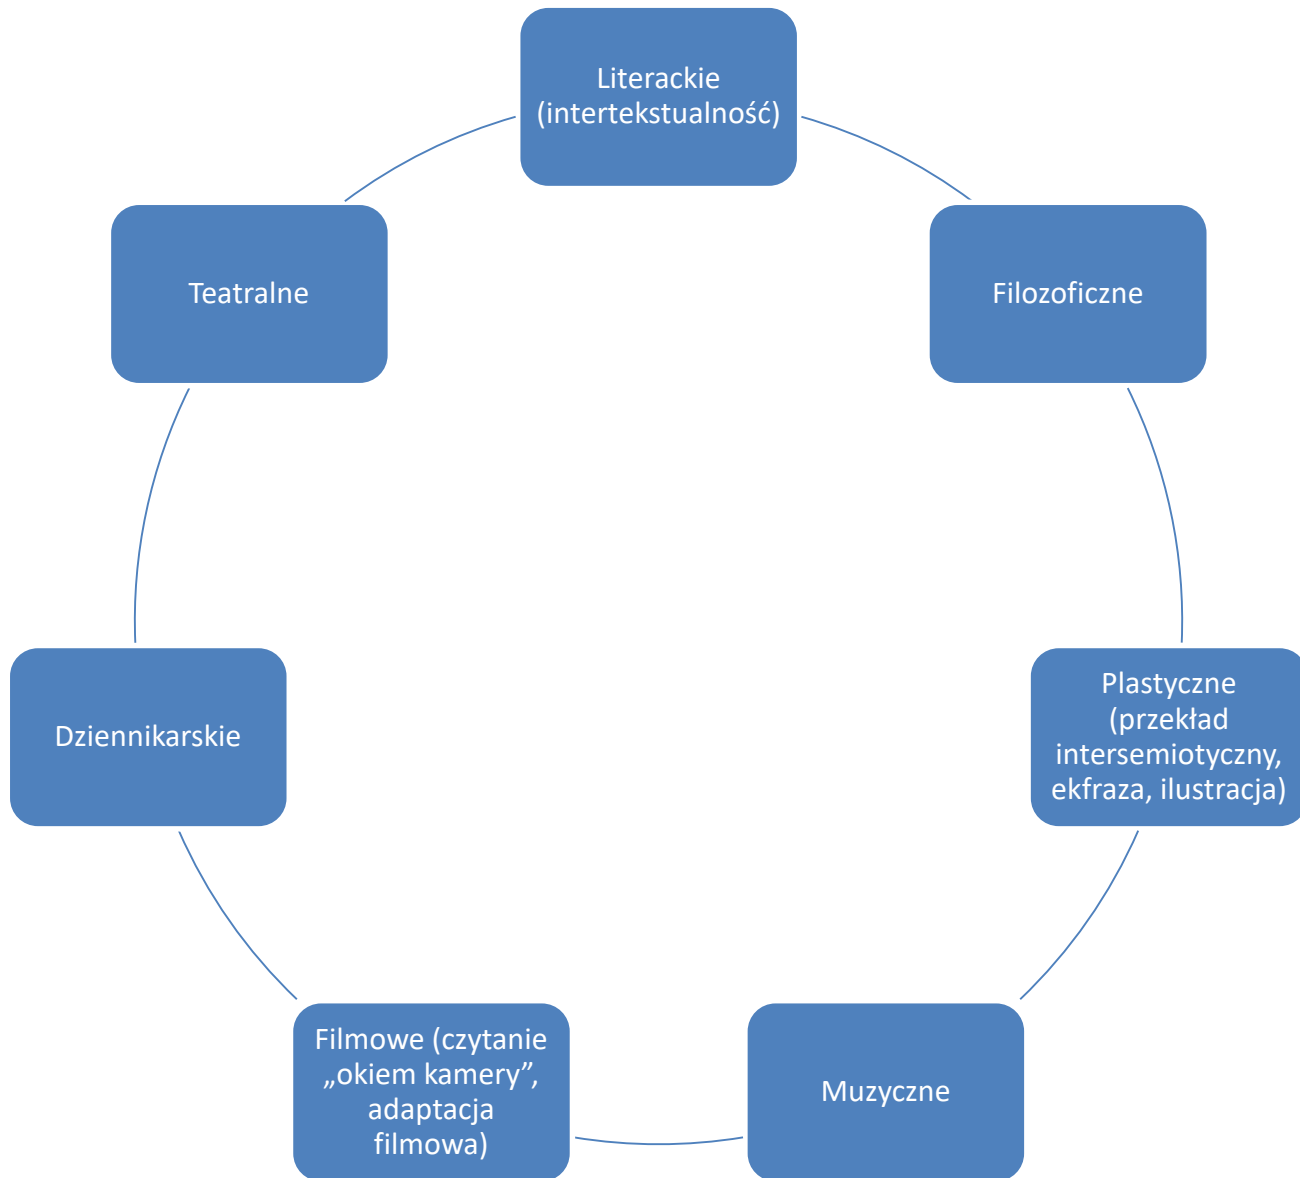 Literackie
(intertekstualność)
Teatralne
Filozoficzne
Plastyczne
(przekład
intersemiotyczny,
ekfraza, ilustracja)
Dziennikarskie
Filmowe (czytanie
„okiem kamery”,
adaptacja
filmowa)
Muzyczne